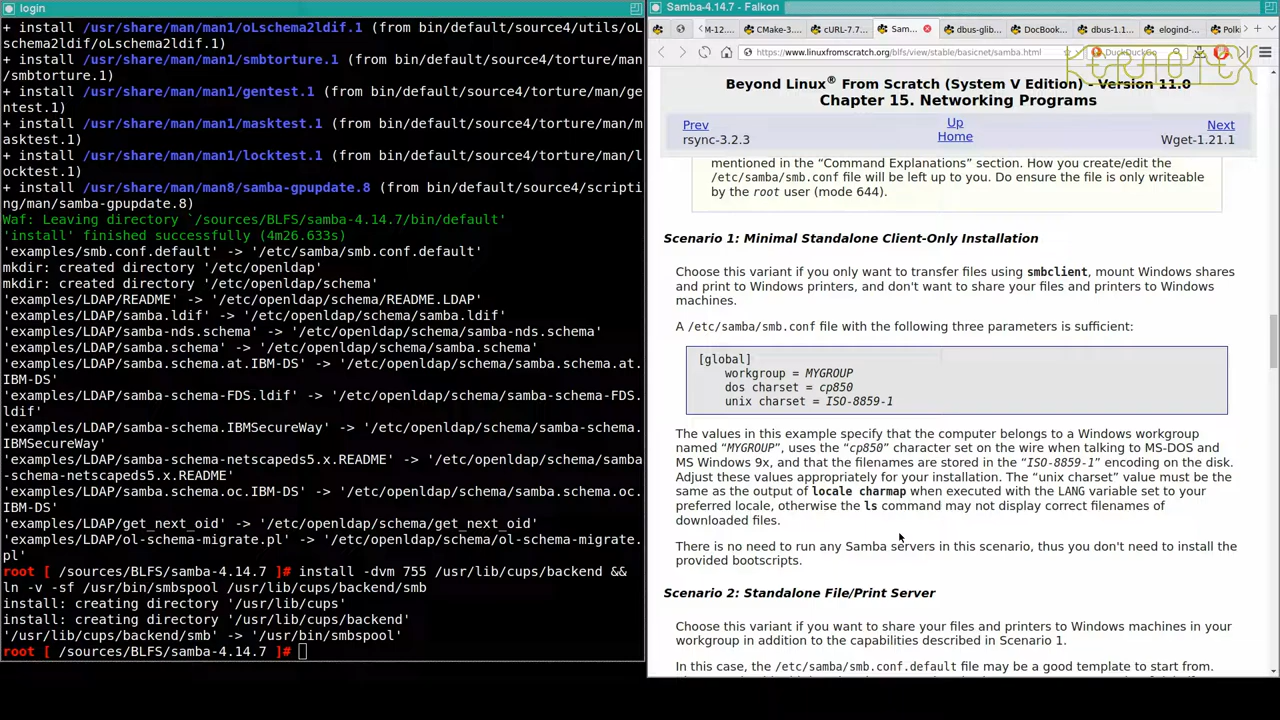 login
+ install /usr/share/man/man1/oLschema2ldif.1 (from bin/default/source4/utils/oL
schema2ldif/oLschema2ldif.1)
+ install /usr/share/man/man1/smbtorture.1 (from bin/default/source4/torture/man
/smbtorture.1)
+ install /usr/share/man/man1/gentest.1 (from bin/default/source4/torture/man/ge
ntest.1)
+ install /usr/share/man/man1/masktest.1 (from bin/default/source4/torture/man/m
asktest.1)
+ install /usr/share/man/man1/locktest.1 (from bin/default/source4/torture/man/l
ocktest.1)
+ install /usr/share/man/man8/samba-gpupdate.8 (from bin/default/source4/scripti
ng/man/samba-gpupdate.8)
Waf: Leaving directory `/sources/BLFS/samba-4.14.7/bin/default'
'install' finished successfully (4m26.633s)
'examples/smb.conf.default' -> '/etc/samba/smb.conf.default'
mkdir: created directory '/etc/openldap'
mkdir: created directory '/etc/openldap/schema'
'examples/LDAP/README' -> '/etc/openldap/schema/README.LDAP'
'examples/LDAP/samba.ldif' -> '/etc/openldap/schema/samba.ldif'
'examples/LDAP/samba-nds.schema' -> '/etc/openldap/schema/samba-nds.schema'
'examples/LDAP/samba.schema' -> '/etc/openldap/schema/samba.schema'
'examples/LDAP/samba.schema.at.IBM-DS' -> '/etc/openldap/schema/samba.schema.at.
IBM-DS'
'examples/LDAP/samba-schema-FDS.ldif' -> '/etc/openldap/schema/samba-schema-FDS.
ldif'
'examples/LDAP/samba-schema.IBMSecureWay' -> '/etc/openldap/schema/samba-schema.
IBMSecureWay'
'examples/LDAP/samba-schema-netscapeds5.x.README' -> '/etc/openldap/schema/samba
-schema-netscapeds5.x.README'
'examples/LDAP/samba.schema.oc.IBM-DS' -> '/etc/openldap/schema/samba.schema.oc.
IBM-DS'
'examples/LDAP/get_next_oid' -> '/etc/openldap/schema/get_next_oid'
'examples/LDAP/ol-schema-migrate.pl' -> '/etc/openldap/schema/ol-schema-migrate.
pl'
root [ /sources/BLFS/samba-4.14.7 ]# install -dvm 755 /usr/lib/cups/backend &&
ln -v -sf /usr/bin/smbspool /usr/lib/cups/backend/smb
install: creating directory '/usr/lib/cups'
install: creating directory '/usr/lib/cups/backend'
'/usr/lib/cups/backend/smb' -> '/usr/bin/smbspool'
root [ /sources/BLFS/samba-4.14.7 ]#
Samba-4.14.7 - Falkon
M-12.... CMake-3.... cURL-7.7... Sam... dbus-glib... DocBook... dbus-1.1... elogind-... Polki
https://www.linuxfromscratch.org/blfs/view/stable/basicnet/samba.html DuckDuckGo
KERNOTEX
Beyond Linux® From Scratch (System V Edition) - Version 11.0
Chapter 15. Networking Programs
Prev Up Next
rsync-3.2.3 Home Wget-1.21.1
mentioned in the “Command Explanations” section. How you create/edit the
/etc/samba/smb.conf file will be left up to you. Do ensure the file is only writeable
by the root user (mode 644).
Scenario 1: Minimal Standalone Client-Only Installation
Choose this variant if you only want to transfer files using smbclient, mount Windows shares
and print to Windows printers, and don't want to share your files and printers to Windows
machines.
A /etc/samba/smb.conf file with the following three parameters is sufficient:
[global]
workgroup = MYGROUP
dos charset = cp850
unix charset = ISO-8859-1
The values in this example specify that the computer belongs to a Windows workgroup
named “MYGROUP”, uses the “cp850” character set on the wire when talking to MS-DOS and
MS Windows 9x, and that the filenames are stored in the “ISO-8859-1” encoding on the disk.
Adjust these values appropriately for your installation. The “unix charset” value must be the
same as the output of locale charmap when executed with the LANG variable set to your
preferred locale, otherwise the ls command may not display correct filenames of
downloaded files.
There is no need to run any Samba servers in this scenario, thus you don't need to install the
provided bootscripts.
Scenario 2: Standalone File/Print Server
Choose this variant if you want to share your files and printers to Windows machines in your
workgroup in addition to the capabilities described in Scenario 1.
In this case, the /etc/samba/smb.conf.default file may be a good template to start from.